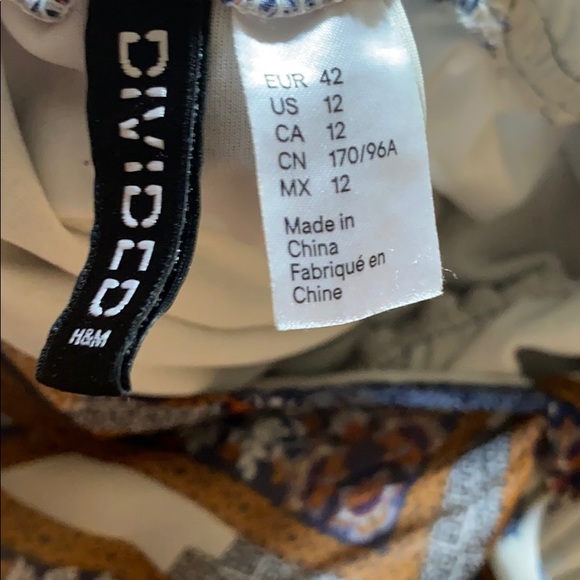 DIVIDED
H&M
EUR 42
US 12
CA 12
CN 170/96A
MX 12
Made in
China
Fabriqué en
Chine